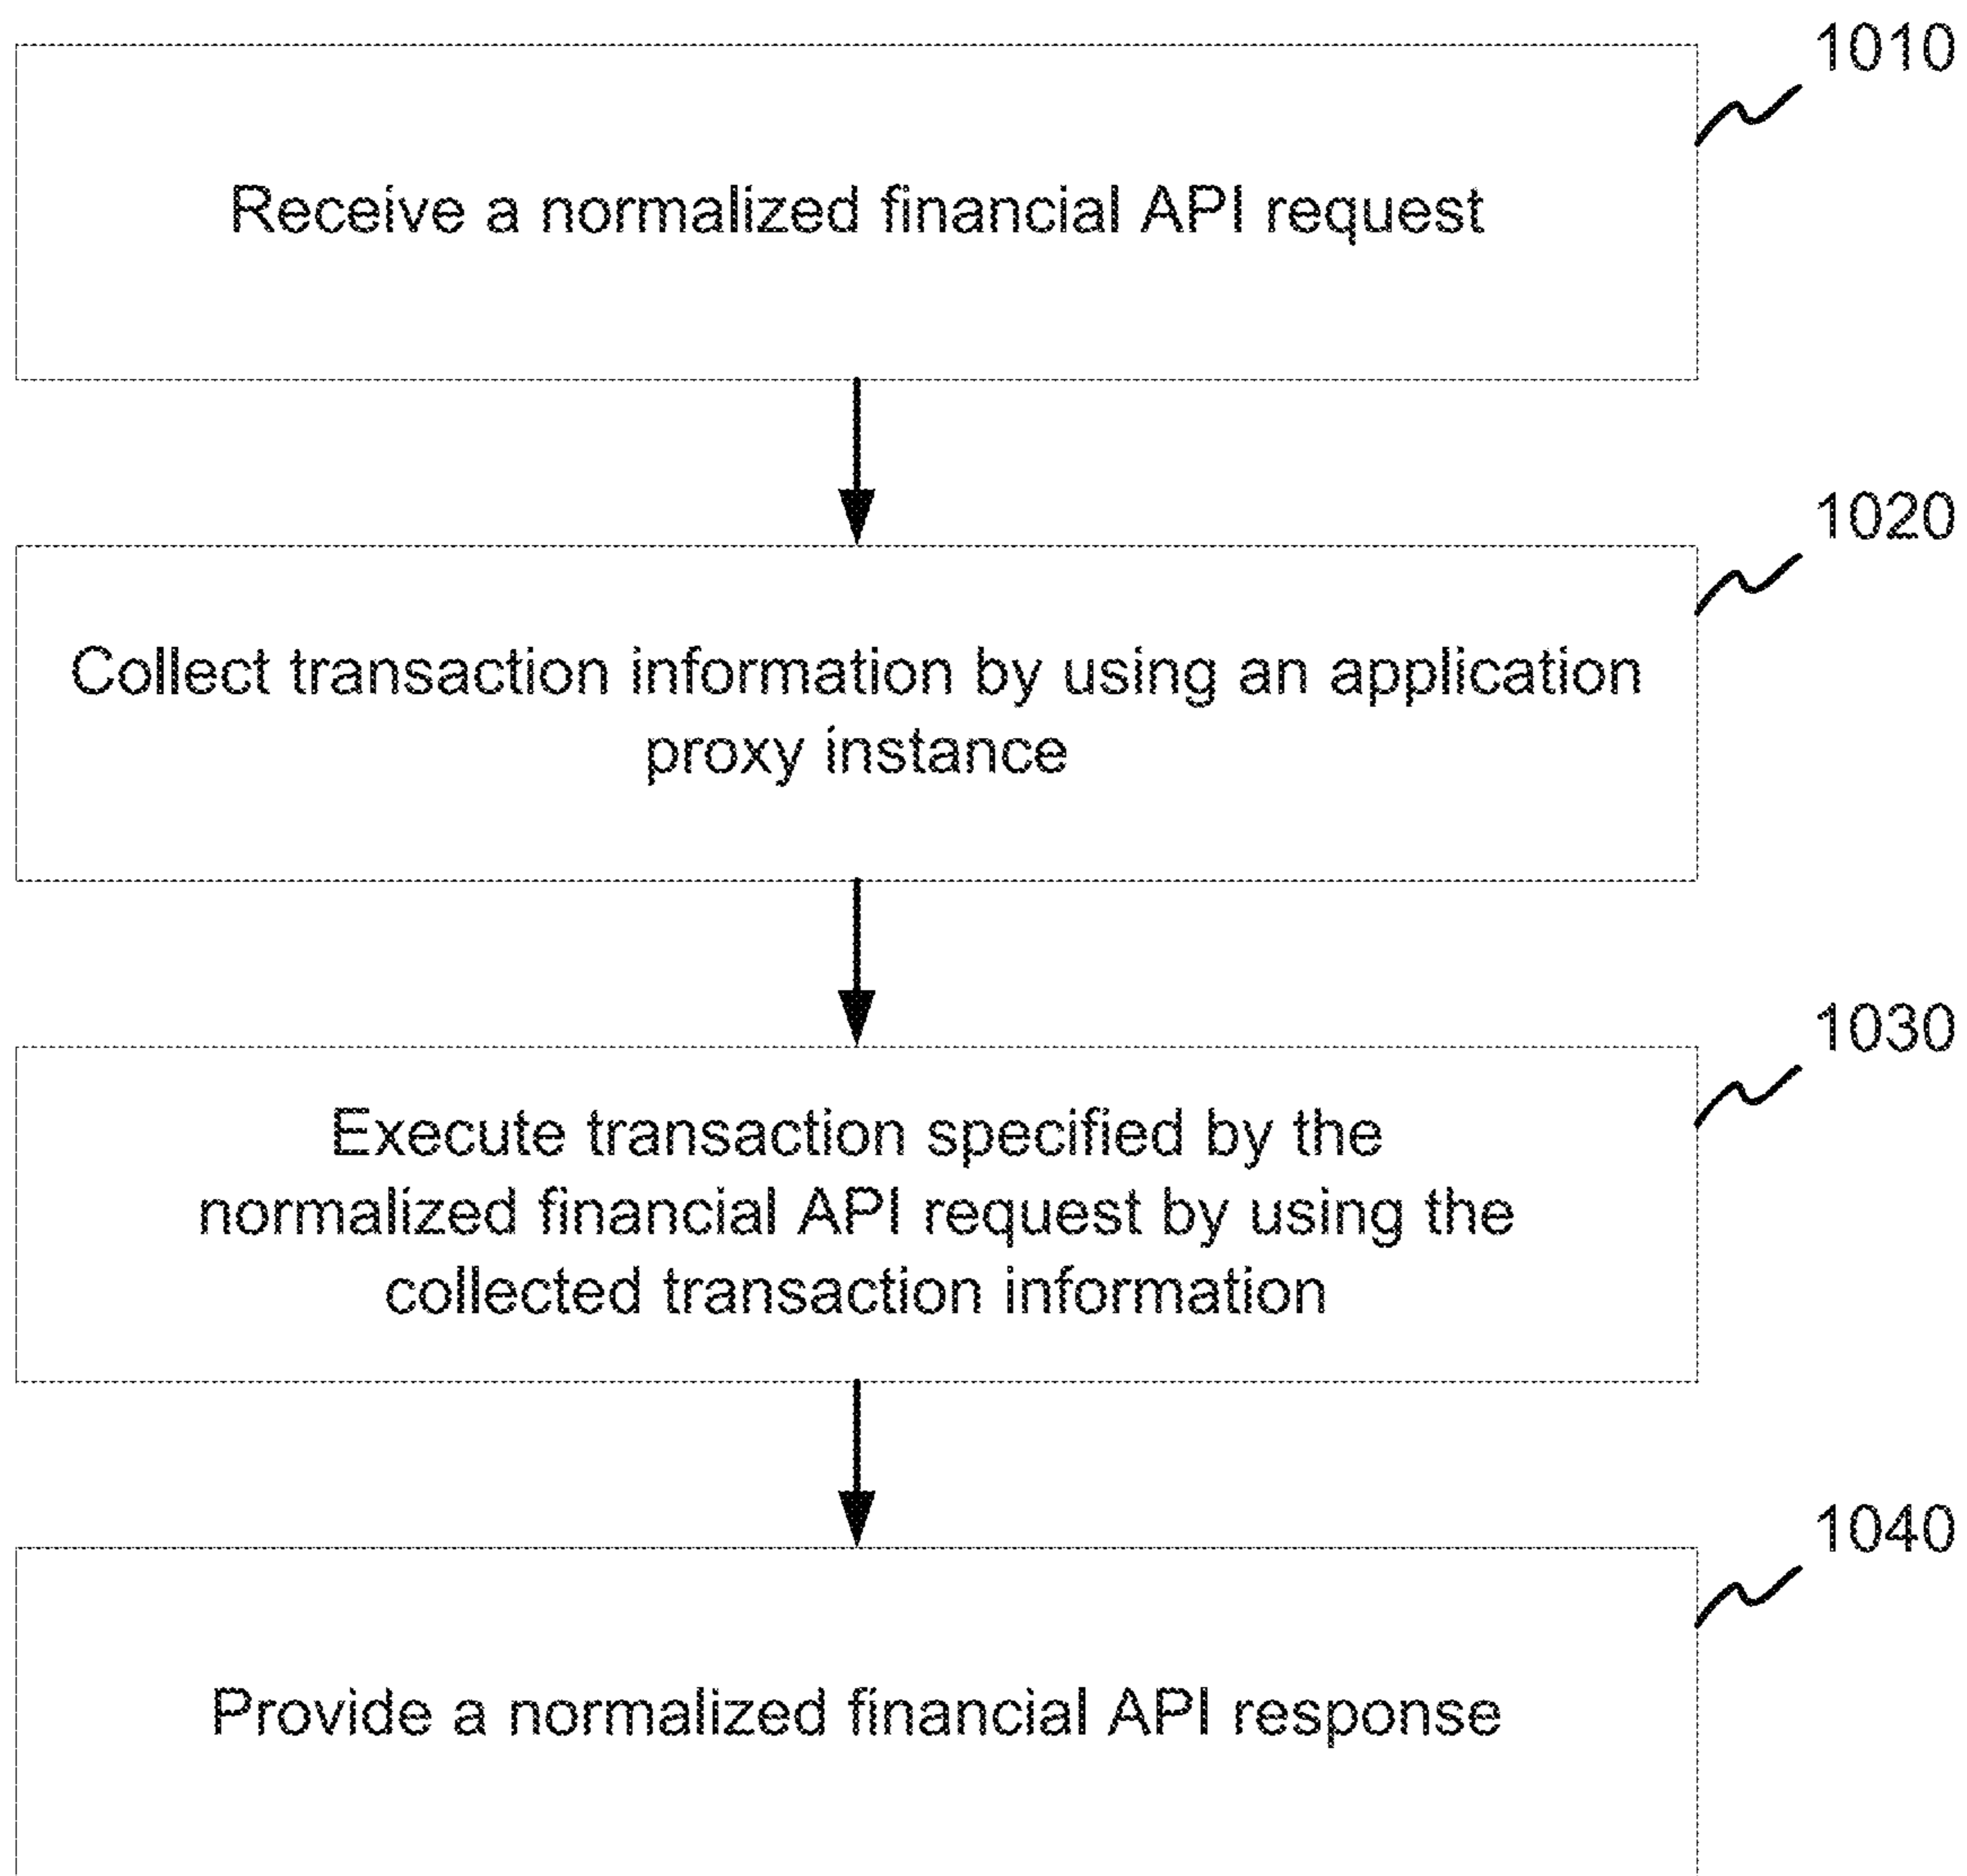 1010
Receive a normalized financial API request
1020
Collect transaction information by using an application
proxy instance
1030
Execute transaction specified by the
normalized financial API request by using the
collected transaction information
1040
Provide a normalized financial API response